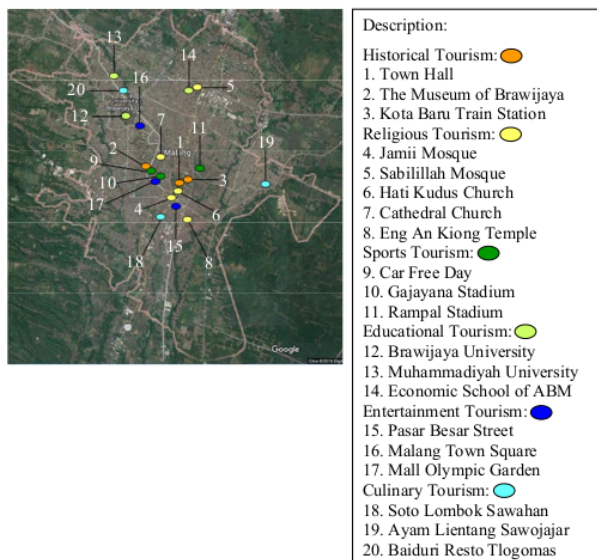 13
14
16
20
5
12
7
1
11
2
Malang
9
19
10
3
17
4
6
18
15
8
Google
Description:
Historical Tourism:
1. Town Hall
2. The Museum of Brawijaya
3. Kota Baru Train Station
Religious Tourism:
4. Jamii Mosque
5. Sabilillah Mosque
6. Hati Kudus Church
7. Cathedral Church
8. Eng An Kiong Temple
Sports Tourism:
9. Car Free Day
10. Gajayana Stadium
11. Rampal Stadium
Educational Tourism:
12. Brawijaya University
13. Muhammadiyah University
14. Economic School of ABM
Entertainment Tourism:
15. Pasar Besar Street
16. Malang Town Square
17. Mall Olympic Garden
Culinary Tourism:
18. Soto Lombok Sawahan
19. Ayam Lientang Sawojajar
20. Baiduri Resto Tlogomas